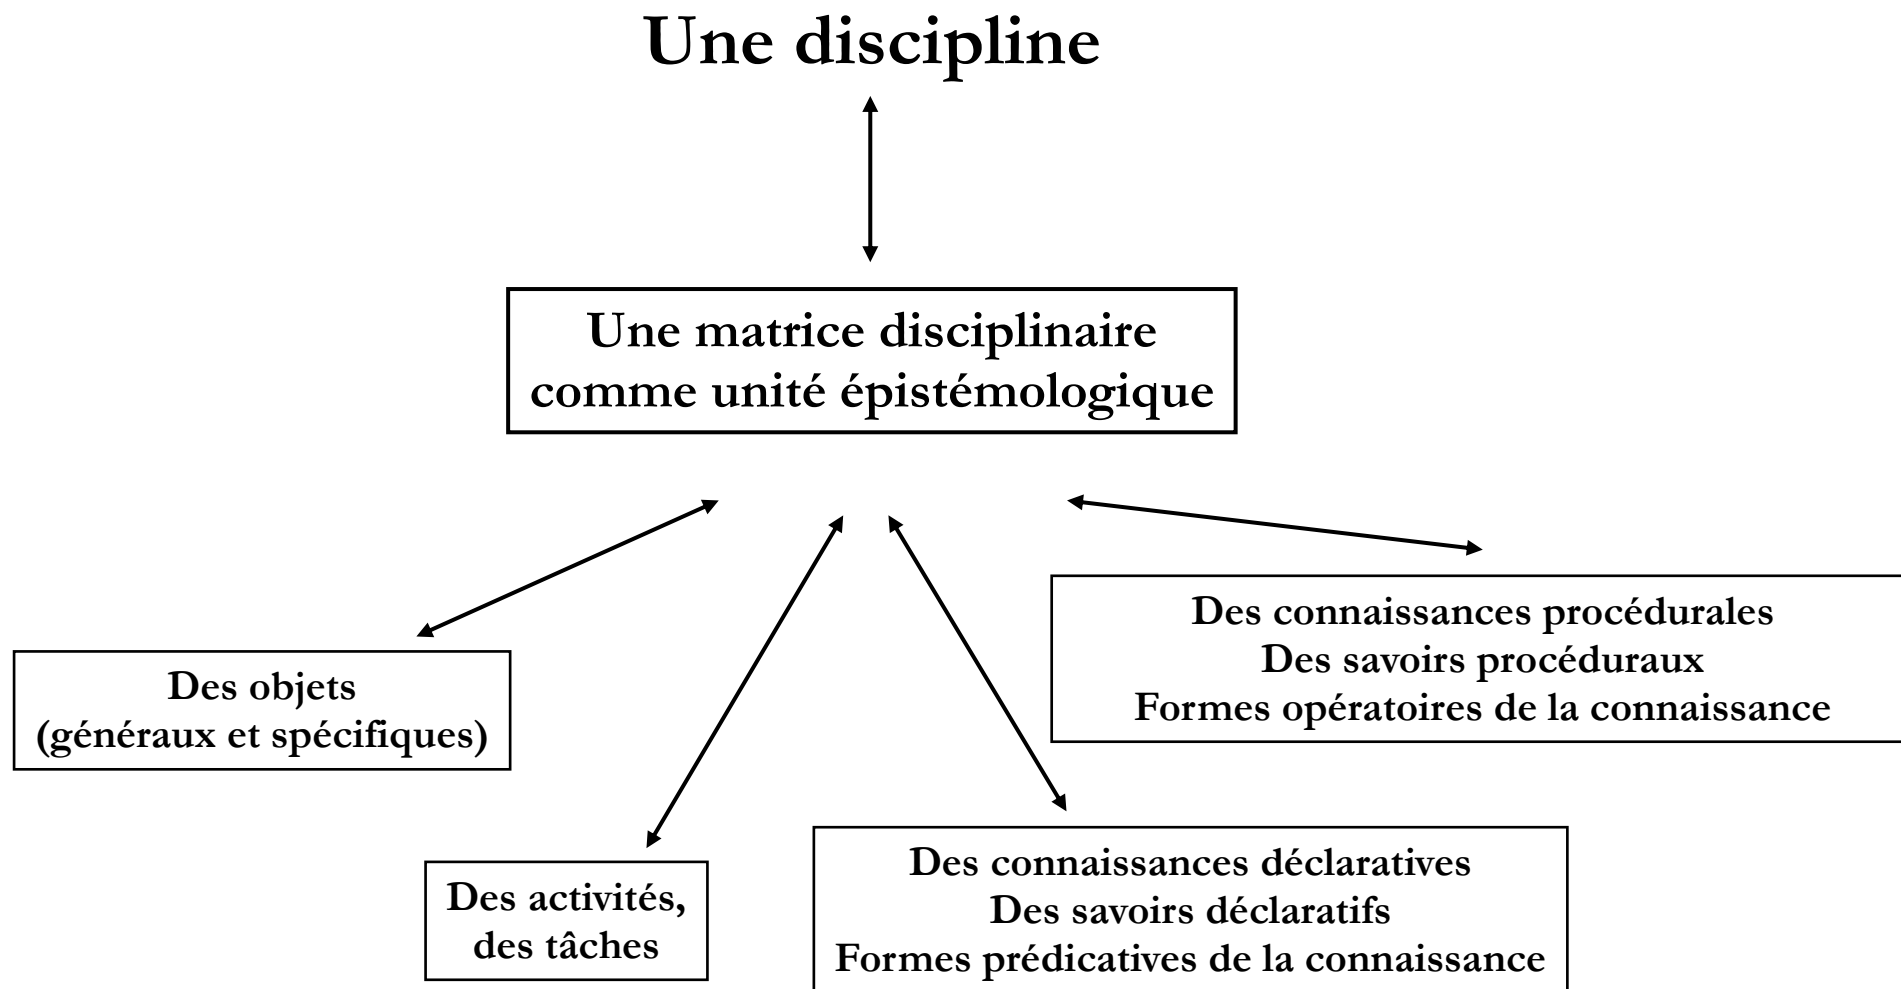 Une discipline
Une matrice disciplinaire
comme unité épistémologique
Des objets
(généraux et spécifiques)
Des activités,
des tâches
Des connaissances déclaratives
Des savoirs déclaratifs
Formes prédicatives de la connaissance
Des connaissances procédurales
Des savoirs procéduraux
Formes opératoires de la connaissance